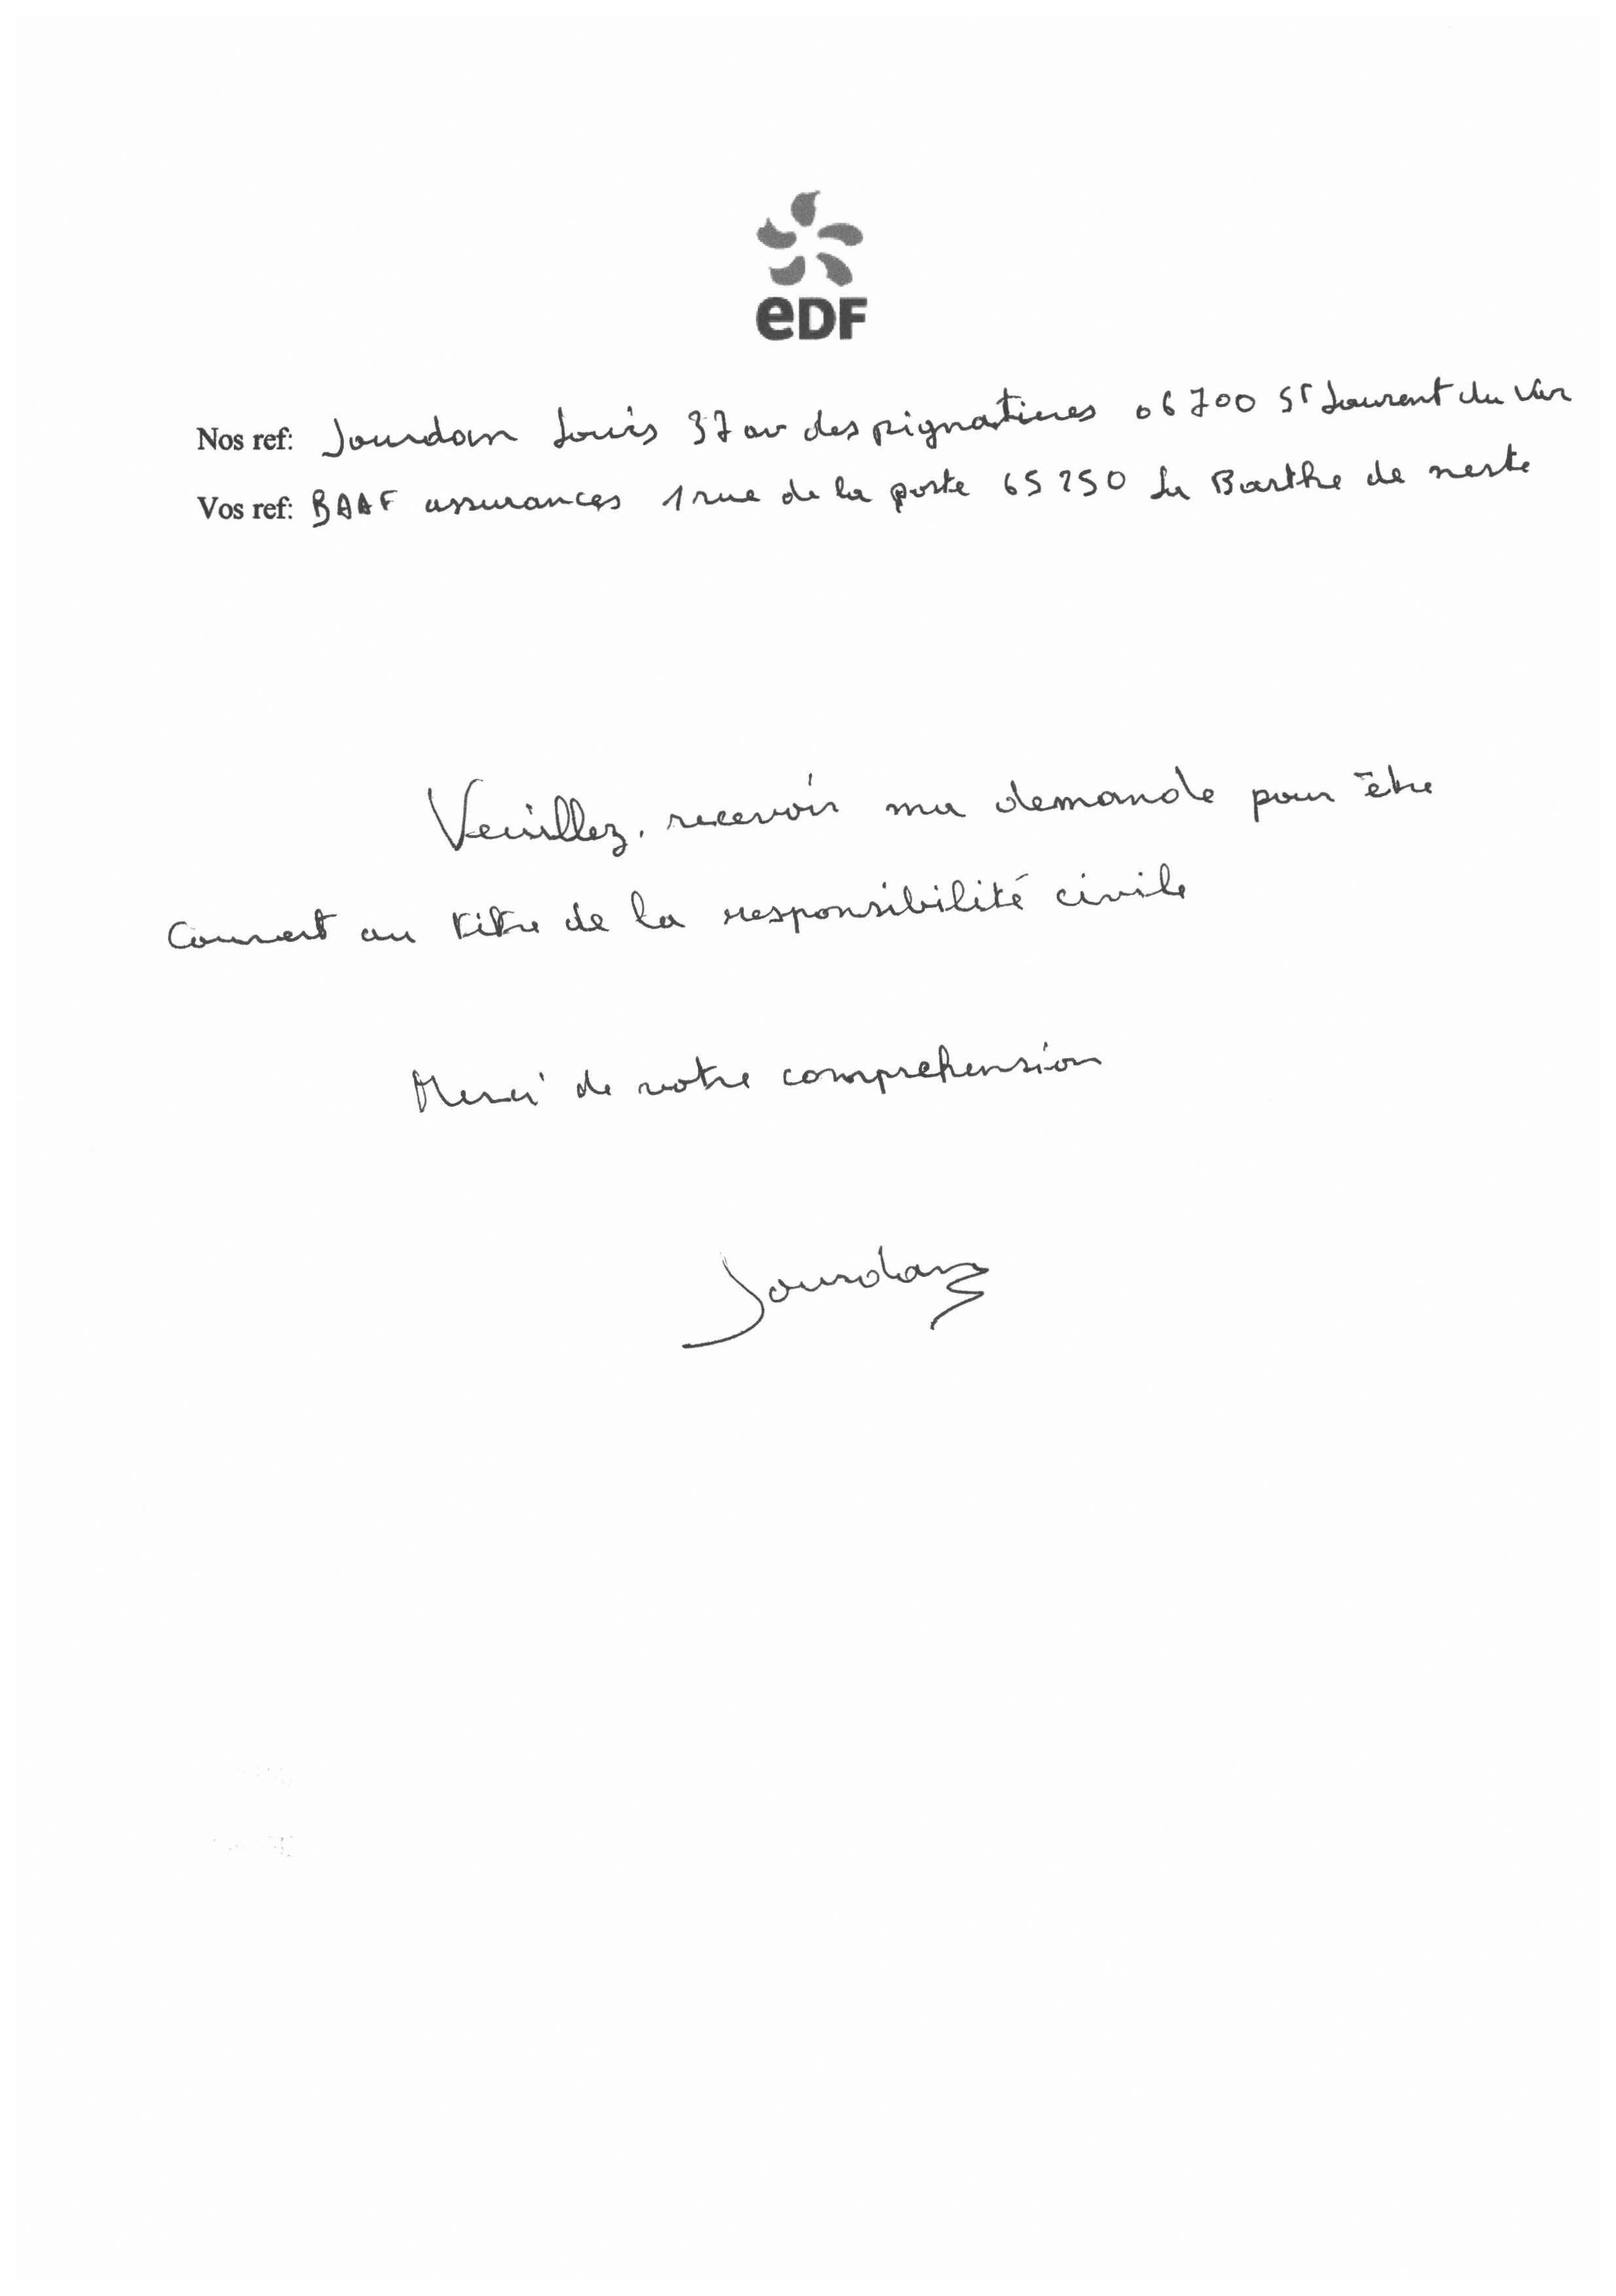 eDF
Nos ref: Jourdan Louis 37 av des pignatieres 06700 St Laurent du Var
Vos ref: BAAF assurances 1 rue de la poste 65250 La Barthe de neste
Veuillez, recevoir ma demande pour être
Couvert au titre de la responsibilité civile
Merci de votre comprehension
Jourdan